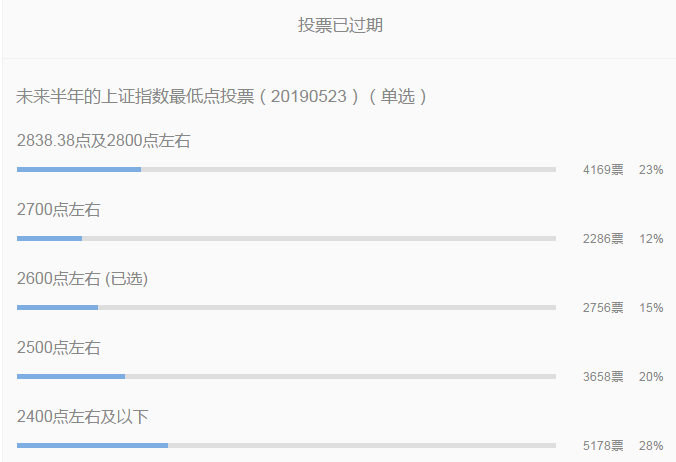 投票已过期
未来半年的上证指数最低点投票（20190523）（单选）
2838.38点及2800点左右
4169票 23%
2700点左右
2286票 12%
2600点左右 (已选)
2756票 15%
2500点左右
3658票 20%
2400点左右及以下
5178票 28%